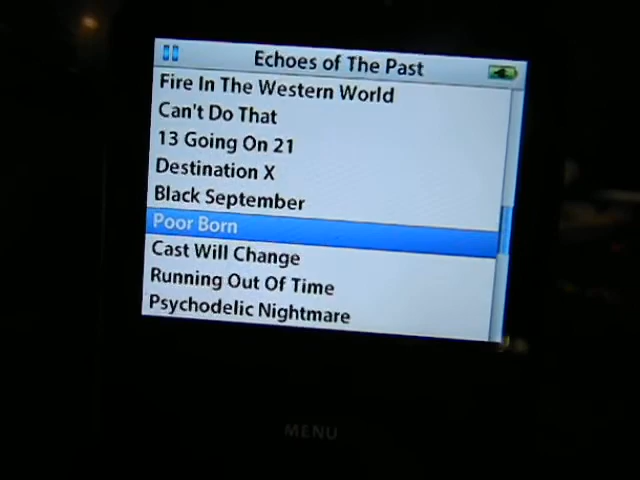 Echoes of The Past
Fire In The Western World
Can't Do That
13 Going On 21
Destination X
Black September
Poor Born
Cast Will Change
Running Out Of Time
Psychodelic Nightmare
MENU